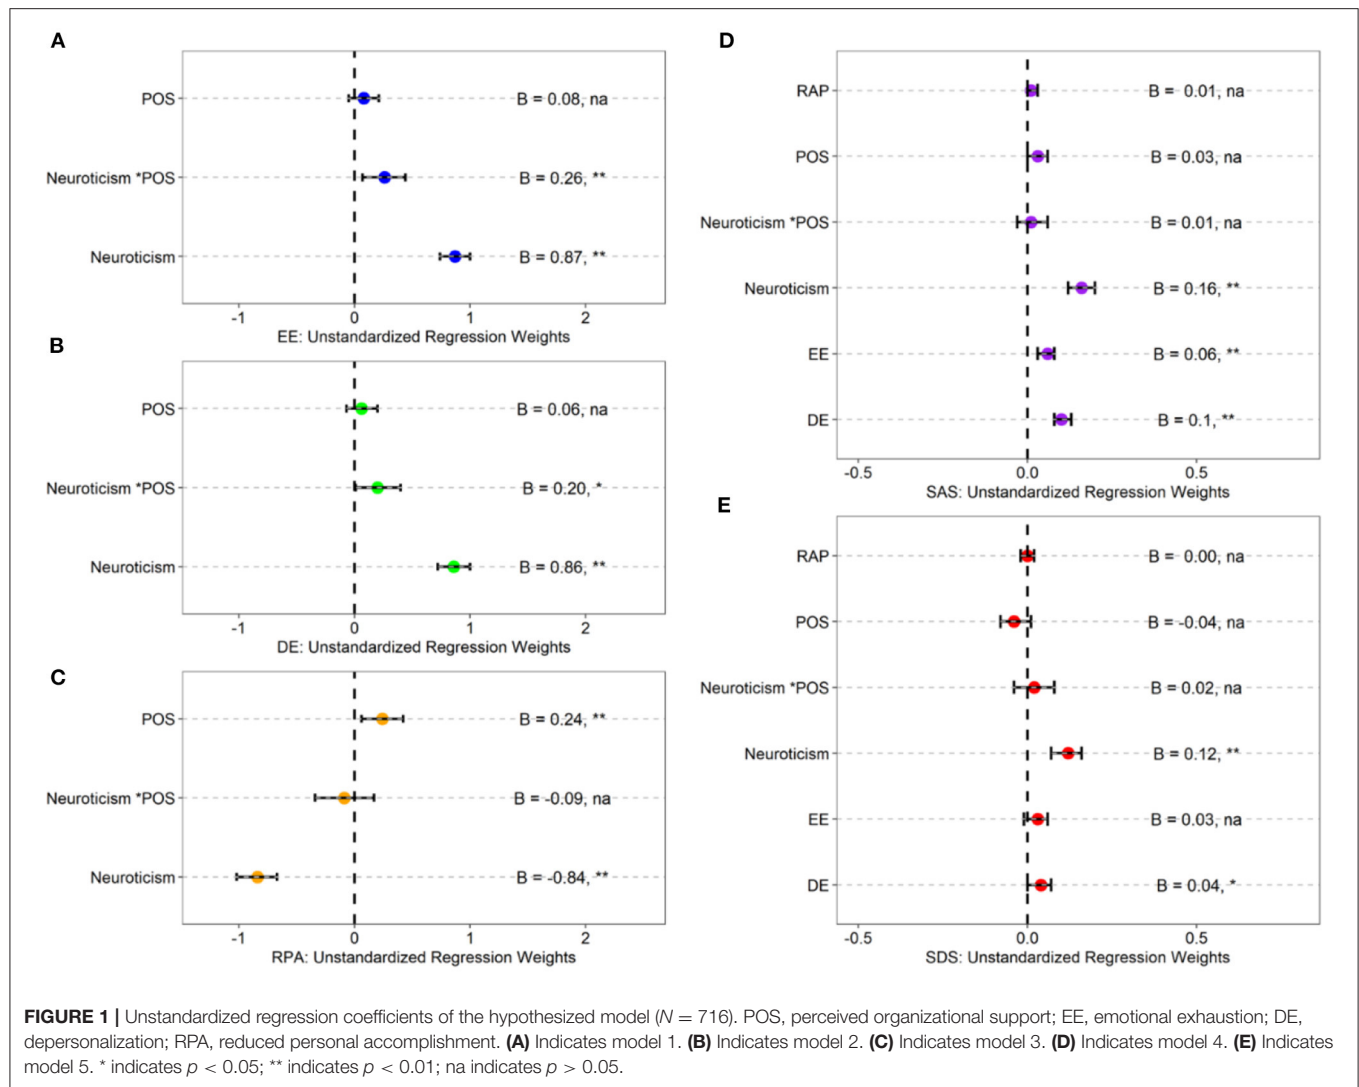 A
POS
B = 0.08, na
Neuroticism *POS
B = 0.26, **
Neuroticism
B = 0.87, **
-1
0
1
2
EE: Unstandardized Regression Weights
B
POS
B = 0.06, na
Neuroticism *POS
B = 0.20, *
Neuroticism
B = 0.86, **
-1
0
1
2
DE: Unstandardized Regression Weights
C
POS
B = 0.24, **
Neuroticism *POS
B = -0.09, na
Neuroticism
B = -0.84, **
-1
0
1
2
RPA: Unstandardized Regression Weights
D
RAP
B = 0.01, na
POS
B = 0.03, na
Neuroticism *POS
B = 0.01, na
Neuroticism
B = 0.16, **
EE
B = 0.06, **
DE
B = 0.1, **
-0.5
0.0
0.5
SAS: Unstandardized Regression Weights
E
RAP
B = 0.00, na
POS
B = -0.04, na
Neuroticism *POS
B = 0.02, na
Neuroticism
B = 0.12, **
EE
B = 0.03, na
DE
B = 0.04, *
-0.5
0.0
0.5
SDS: Unstandardized Regression Weights
FIGURE 1 | Unstandardized regression coefficients of the hypothesized model (N = 716). POS, perceived organizational support; EE, emotional exhaustion; DE,
depersonalization; RPA, reduced personal accomplishment. (A) Indicates model 1. (B) Indicates model 2. (C) Indicates model 3. (D) Indicates model 4. (E) Indicates
model 5. * indicates p < 0.05; ** indicates p < 0.01; na indicates p > 0.05.